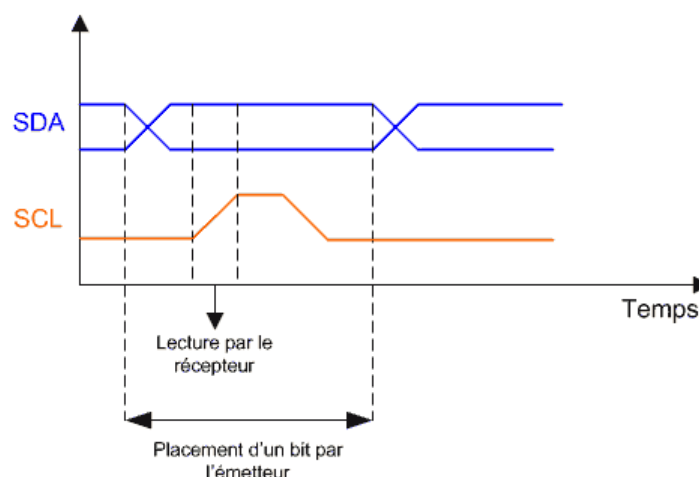 SDA
SCL
Temps
Lecture par le
récepteur
Placement d'un bit par
l'émetteur